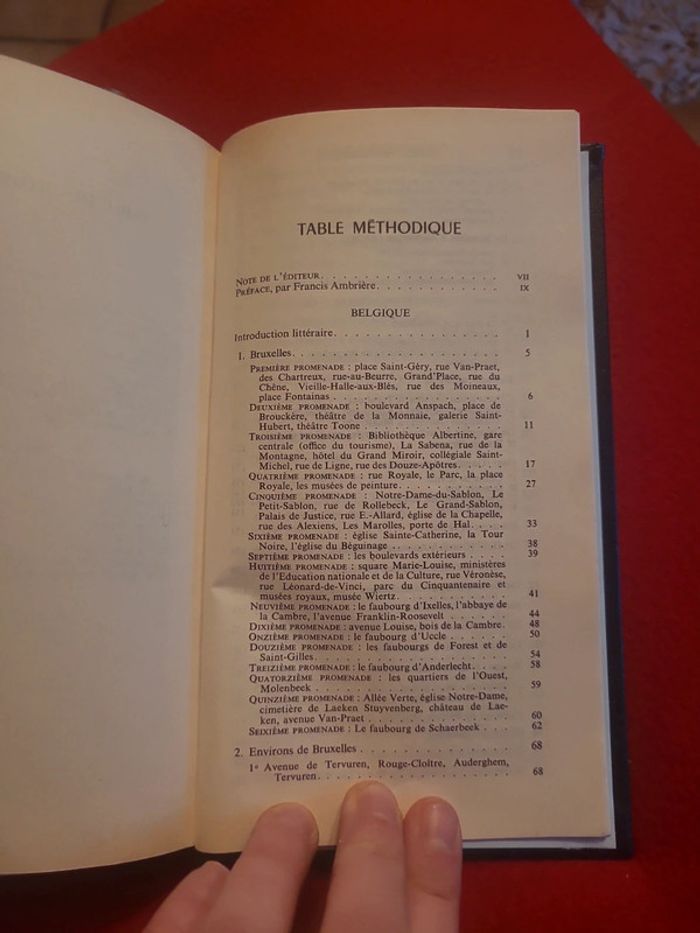 TABLE MÉTHODIQUE
NOTE DE L'ÉDITEUR. . . . . . . . . . . . . . . . VII
PRÉFACE, par Francis Ambrière. . . . . . . . . . . . IX
BELGIQUE
Introduction littéraire. . . . . . . . . . . . . . . . 1
1. Bruxelles. . . . . . . . . . . . . . . . . . . . 5
PREMIÈRE PROMENADE : place Saint-Géry, rue Van-Praet,
des Chartreux, rue-au-Beurre, Grand'Place, rue du
Chêne, Vieille-Halle-aux-Blés, rue des Moineaux,
place Fontainas . . . . . . . . . . . . . . . . 6
DEUXIÈME PROMENADE : boulevard Anspach, place de
Brouckère, théâtre de la Monnaie, galerie Saint-
Hubert, théâtre Toone . . . . . . . . . . . . . 11
TROISIÈME PROMENADE : Bibliothèque Albertine, gare
centrale (office du tourisme), La Sabena, rue de la
Montagne, hôtel du Grand Miroir, collégiale Saint-
Michel, rue de Ligne, rue des Douze-Apôtres. . . . . 17
QUATRIÈME PROMENADE : rue Royale, le Parc, la place
Royale, les musées de peinture. . . . . . . . . . 27
CINQUIÈME PROMENADE : Notre-Dame-du-Sablon, Le
Petit-Sablon, rue de Rollebeck, Le Grand-Sablon,
Palais de Justice, rue E.-Allard, église de la Chapelle,
rue des Alexiens, Les Marolles, porte de Hal. . . . 33
SIXIÈME PROMENADE : église Sainte-Catherine, la Tour
Noire, l'église du Béguinage . . . . . . . . . . . 38
SEPTIÈME PROMENADE : les boulevards extérieurs . . . . 39
HUITIÈME PROMENADE : square Marie-Louise, ministères
de l'Education nationale et de la Culture, rue Véronèse,
rue Léonard-de-Vinci, parc du Cinquantenaire et
musées royaux, musée Wiertz. . . . . . . . . . . 41
NEUVIÈME PROMENADE : le faubourg d'Ixelles, l'abbaye de
la Cambre, l'avenue Franklin-Roosevelt . . . . . . 44
DIXIÈME PROMENADE : avenue Louise, bois de la Cambre. 48
ONZIÈME PROMENADE : le faubourg d'Uccle . . . . . . 50
DOUZIÈME PROMENADE : les faubourgs de Forest et de
Saint-Gilles. . . . . . . . . . . . . . . . . . 54
TREIZIÈME PROMENADE : le faubourg d'Anderlecht. . . . 58
QUATORZIÈME PROMENADE : les quartiers de l'Ouest,
Molenbeck . . . . . . . . . . . . . . . . . . 59
QUINZIÈME PROMENADE : Allée Verte, église Notre-Dame,
cimetière de Laeken Stuyvenberg, château de Lae-
ken, avenue Van-Praet . . . . . . . . . . . . . 60
SEIXIÈME PROMENADE : Le faubourg de Schaerbeek . . . 62
2. Environs de Bruxelles . . . . . . . . . . . . . . 68
1º Avenue de Tervuren, Rouge-Cloître, Auderghem,
Tervuren. . . . . . . . . . . . . . . . . . . 68